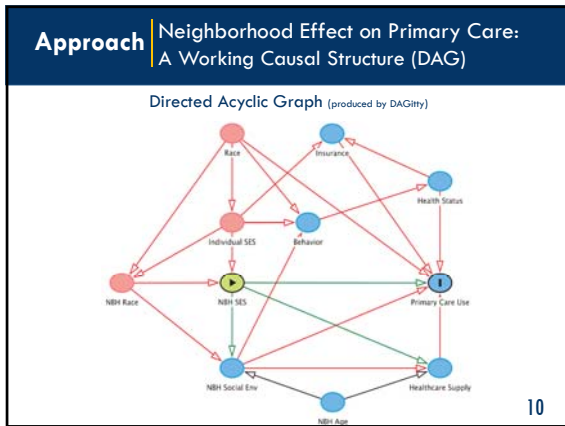 Approach
Neighborhood Effect on Primary Care:
A Working Causal Structure (DAG)
Directed Acyclic Graph (produced by DAGitty)
Race
Insurance
Health Status
Individual SES
Behavior
NBH Race
NBH SES
Primary Care Use
NBH Social Env
Healthcare Supply
NBH Age
10